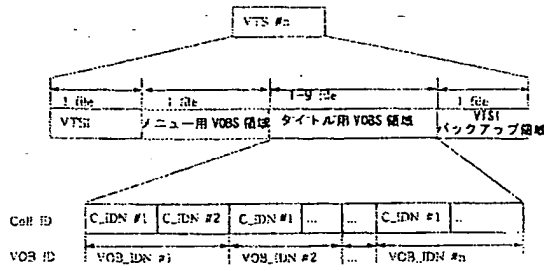 VTS #n
1 file 1 file 1-9 file 1 file
VTSI メニュー用 VOBS 領域 タイトル用 VOBS 領域 VTSI バックアップ領域
Cell ID C_IDN #1 C_IDN #2 C_IDN #1 ... ... C_IDN #1 ..
VOB ID VOB_IDN #1 VOB_IDN #2 ... VOB_IDN #n